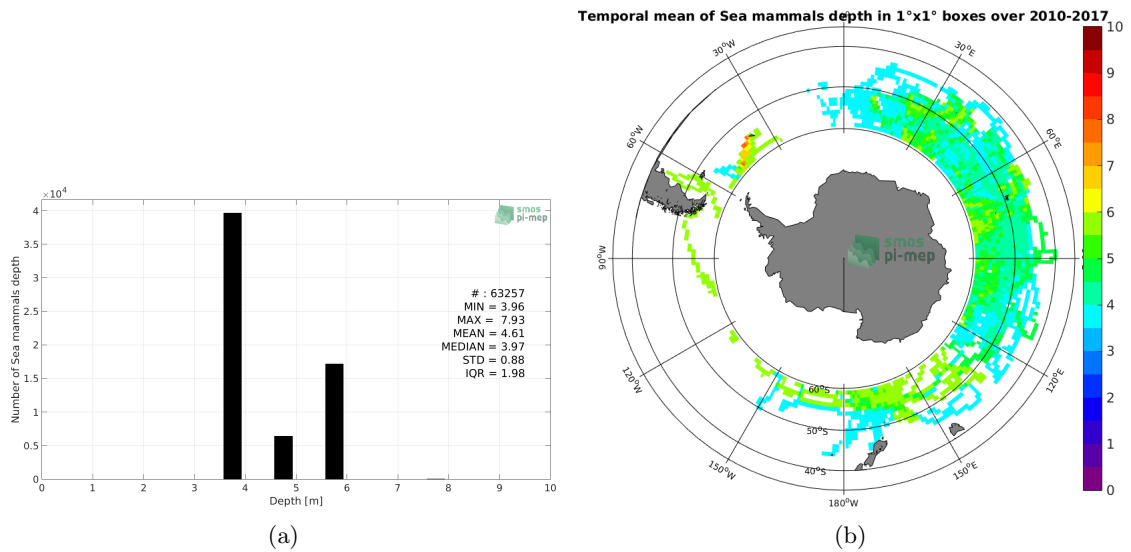 Temporal mean of Sea mammals depth in 1°x1° boxes over 2010-2017
×10⁴
4
3.5
3
2.5
2
1.5
1
0.5
0
Number of Sea mammals depth
0 1 2 3 4 5 6 7 8 9 10
Depth [m]
smos
pi-mep
# : 63257
MIN = 3.96
MAX = 7.93
MEAN = 4.61
MEDIAN = 3.97
STD = 0.88
IQR = 1.98
(a)
30°W
30°E
60°W
60°E
90°W
smos
pi-mep
120°W
120°E
60°S
50°S
40°S
150°W
150°E
180°W
10
9
8
7
6
5
4
3
2
1
0
(b)